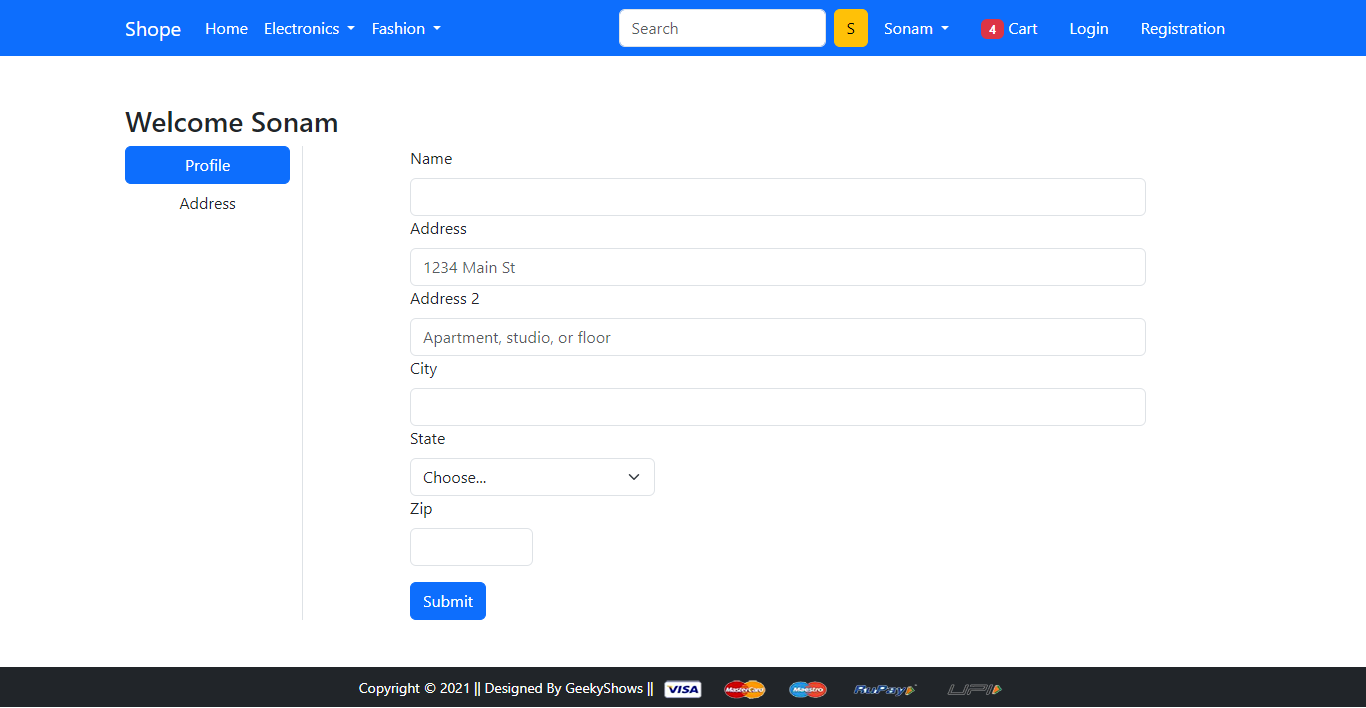 Shope Home Electronics Fashion Search S Sonam 4 Cart Login Registration
Welcome Sonam
Profile
Address
Name
Address
1234 Main St
Address 2
Apartment, studio, or floor
City
State
Choose...
Zip
Submit
Copyright © 2021 || Designed By GeekyShows || VISA MasterCard Maestro RuPay UPI